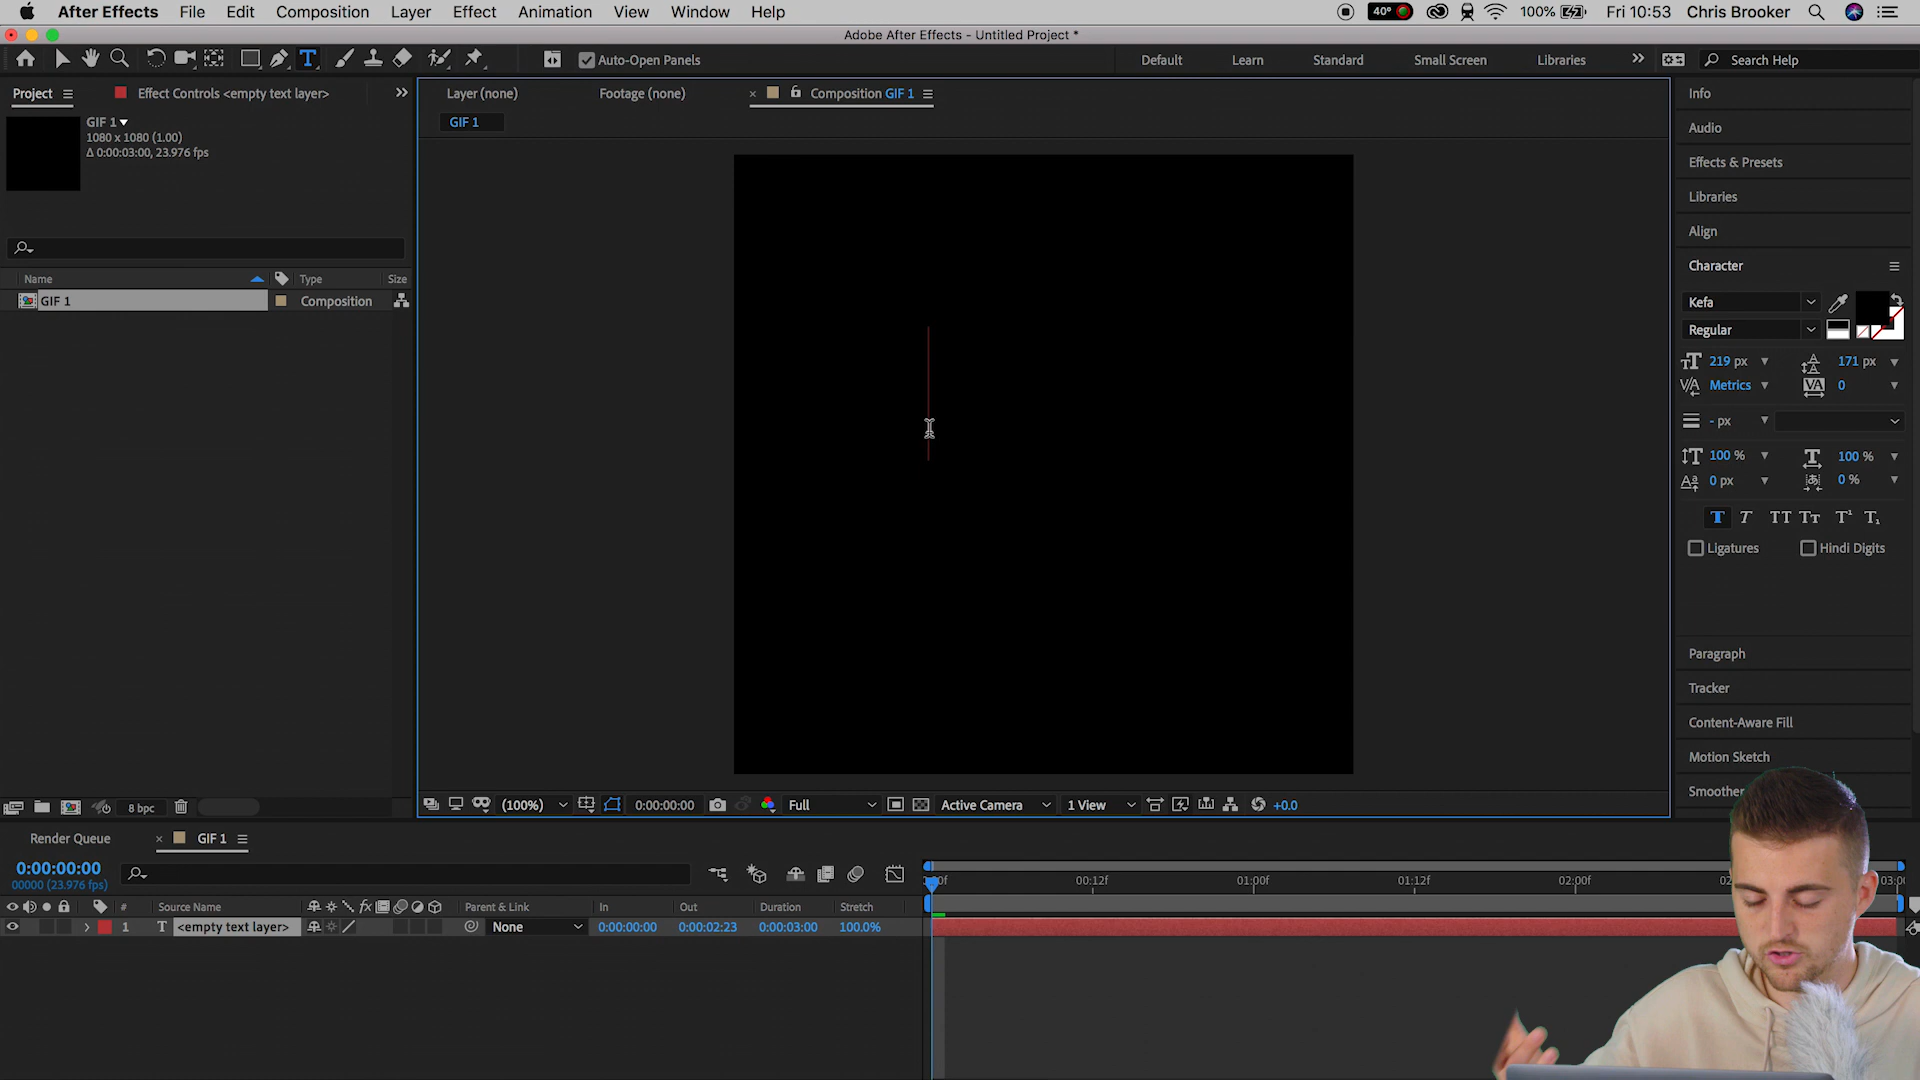 After Effects File Edit Composition Layer Effect Animation View Window Help 40° 100% Fri 10:53 Chris Brooker
Adobe After Effects - Untitled Project *
T Auto-Open Panels Default Learn Standard Small Screen Libraries Search Help
Project Effect Controls <empty text layer> Layer (none) Footage (none) Composition GIF 1 Info
GIF 1
1080 x 1080 (1.00)
Δ 0:00:03:00, 23.976 fps
GIF 1
Audio
Effects & Presets
Libraries
Align
Character
Name Type Size
GIF 1 Composition
Kefa
Regular
219 px 171 px
Metrics 0
- px
100 % 100 %
0 px 0 %
T T TT Tт T¹ T₁
Ligatures Hindi Digits
Paragraph
Tracker
Content-Aware Fill
Motion Sketch
Smoother
8 bpc (100%) 0:00:00:00 Full Active Camera 1 View +0.0
Render Queue GIF 1
0:00:00:00
00000 (23.976 fps)
00f 00:12f 01:00f 01:12f 02:00f 03:00
# Source Name fx Parent & Link In Out Duration Stretch
1 T <empty text layer> None 0:00:00:00 0:00:02:23 0:00:03:00 100.0%